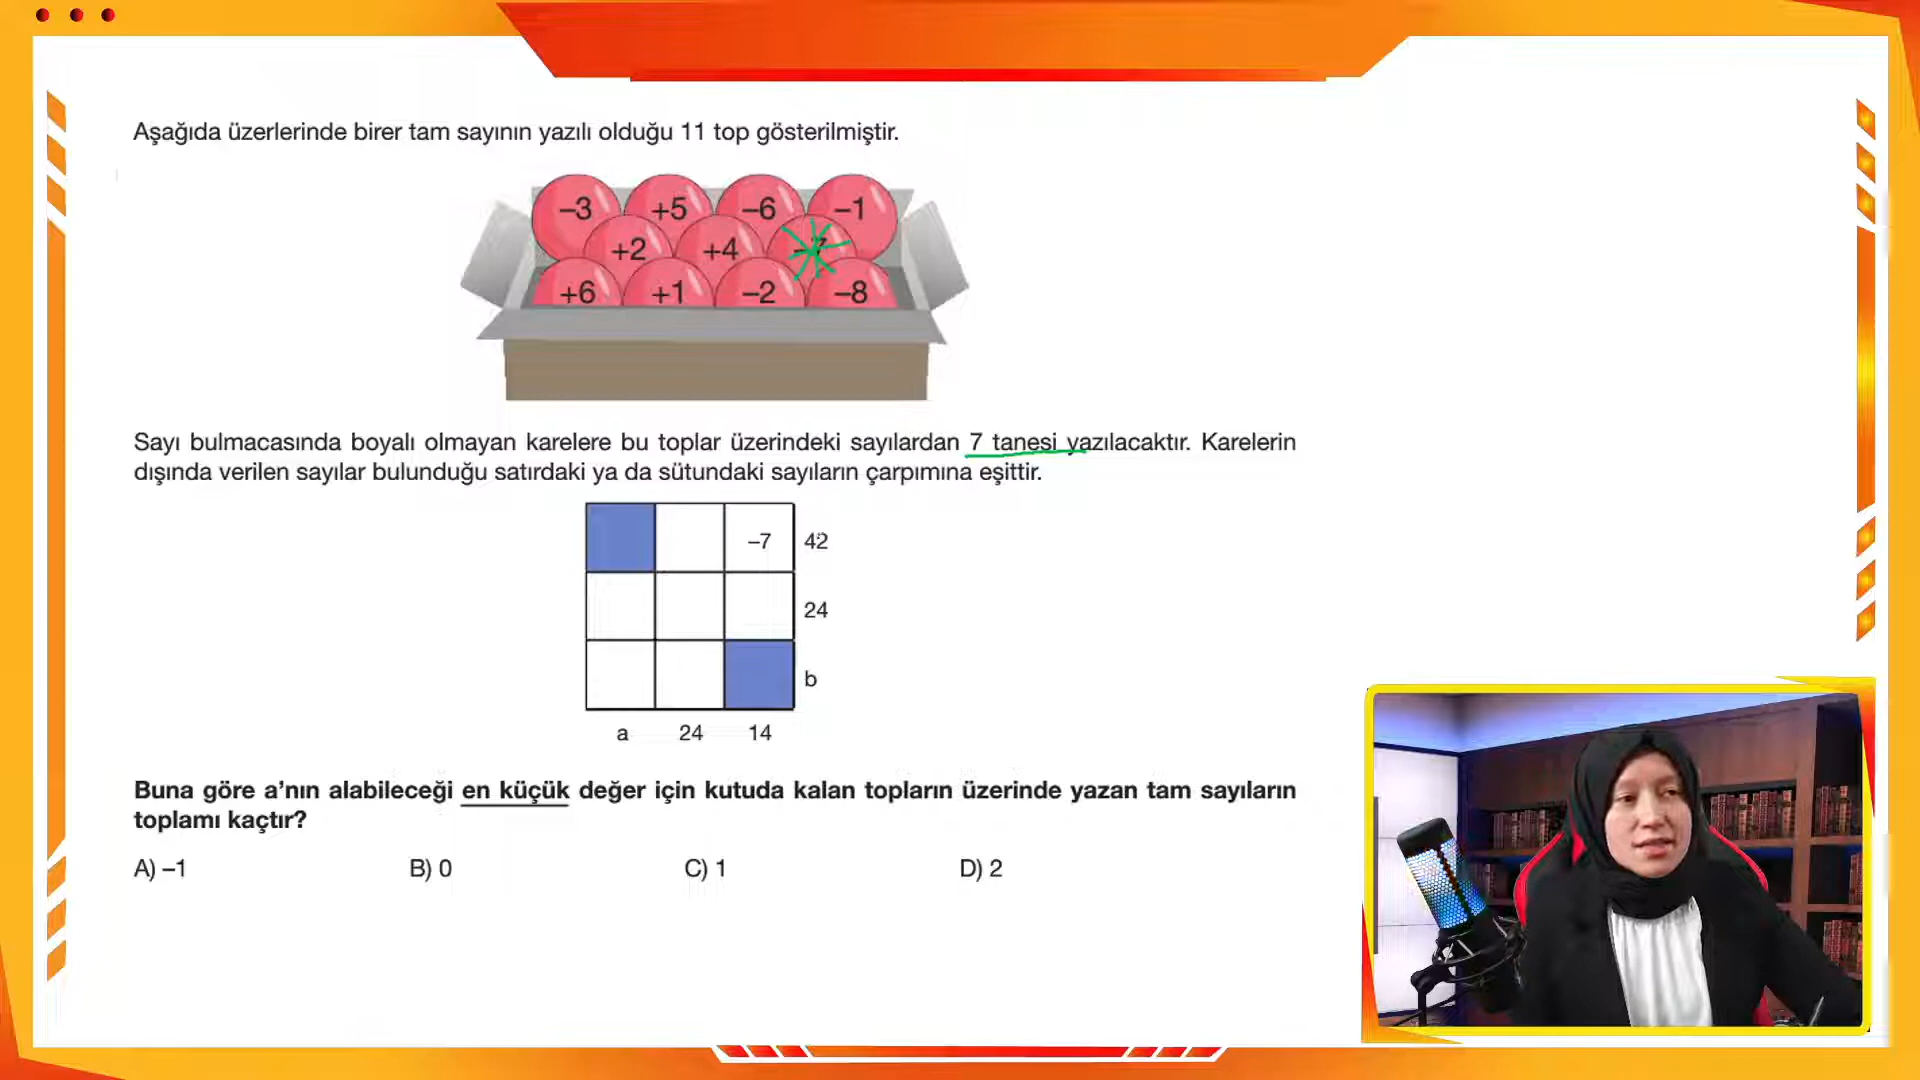 Aşağıda üzerlerinde birer tam sayının yazılı olduğu 11 top gösterilmiştir.
–3 +5 –6 –1
+2 +4
+6 +1 –2 –8
Sayı bulmacasında boyalı olmayan karelere bu toplar üzerindeki sayılardan 7 tanesi yazılacaktır. Karelerin
dışında verilen sayılar bulunduğu satırdaki ya da sütundaki sayıların çarpımına eşittir.
–7 42
24
b
a 24 14
Buna göre a’nın alabileceği en küçük değer için kutuda kalan topların üzerinde yazan tam sayıların
toplamı kaçtır?
A) –1 B) 0 C) 1 D) 2